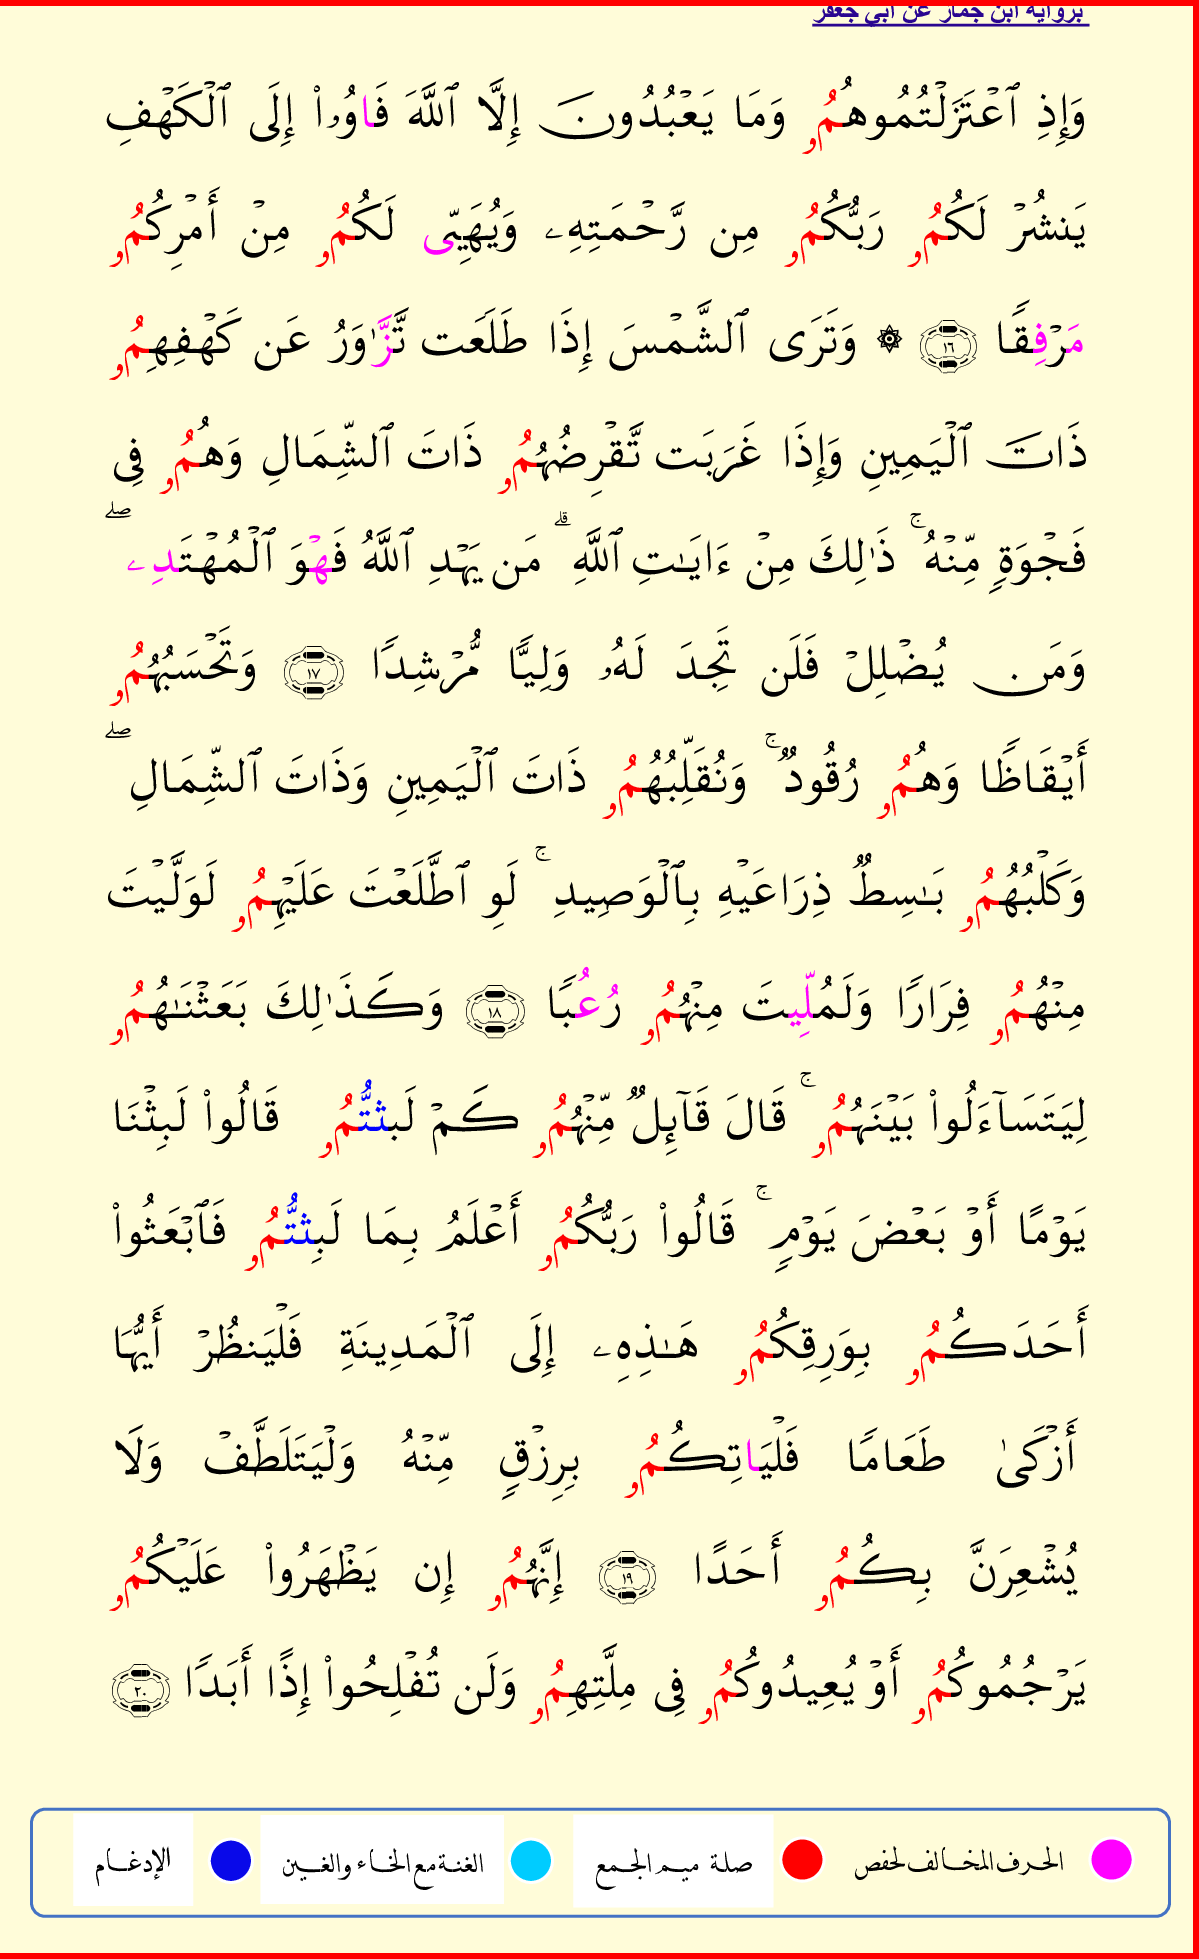 برواية ابن جماز عن أبي جعفر
وَإِذِ ٱعۡتَزَلۡتُمُوهُمُۥ وَمَا يَعۡبُدُونَ إِلَّا ٱللَّهَ فَاوُۥاْ إِلَى ٱلۡكَهۡفِ
يَنشُرۡ لَكُمُۥ رَبُّكُمُۥ مِن رَّحۡمَتِهِۦ وَيُهَيِّى لَكُمُۥ مِنۡ أَمۡرِكُمُۥ
مَرۡفِقًا ١٦ ۞ وَتَرَى ٱلشَّمۡسَ إِذَا طَلَعَت تَّزَّٰوَرُ عَن كَهۡفِهِمُۥ
ذَاتَ ٱلۡيَمِينِ وَإِذَا غَرَبَت تَّقۡرِضُهُمُۥ ذَاتَ ٱلشِّمَالِ وَهُمُۥ فِى
فَجۡوَةٖ مِّنۡهُۚ ذَٰلِكَ مِنۡ ءَايَٰتِ ٱللَّهِۗ مَن يَهۡدِ ٱللَّهُ فَهۡوَ ٱلۡمُهۡتَدِۦۖ
وَمَن يُضۡلِلۡ فَلَن تَجِدَ لَهُۥ وَلِيّٗا مُّرۡشِدٗا ١٧ وَتَحۡسَبُهُمُۥ
أَيۡقَاظٗا وَهُمُۥ رُقُودٞۚ وَنُقَلِّبُهُمُۥ ذَاتَ ٱلۡيَمِينِ وَذَاتَ ٱلشِّمَالِۖ
وَكَلۡبُهُمُۥ بَٰسِطٞ ذِرَاعَيۡهِ بِٱلۡوَصِيدِۚ لَوِ ٱطَّلَعۡتَ عَلَيۡهِمُۥ لَوَلَّيۡتَ
مِنۡهُمُۥ فِرَارٗا وَلَمُلِّيتَ مِنۡهُمُۥ رُعُبٗا ١٨ وَكَذَٰلِكَ بَعَثۡنَٰهُمُۥ
لِيَتَسَآءَلُواْ بَيۡنَهُمُۥۚ قَالَ قَآئِلٞ مِّنۡهُمُۥ كَمۡ لَبِثتُّمُۥ قَالُواْ لَبِثۡنَا
يَوۡمًا أَوۡ بَعۡضَ يَوۡمٖۚ قَالُواْ رَبُّكُمُۥ أَعۡلَمُ بِمَا لَبِثتُّمُۥ فَٱبۡعَثُواْ
أَحَدَكُمُۥ بِوَرِقِكُمُۥ هَٰذِهِۦ إِلَى ٱلۡمَدِينَةِ فَلۡيَنظُرۡ أَيُّهَا
أَزۡكَىٰ طَعَامٗا فَلۡيَاتِكُمُۥ بِرِزۡقٖ مِّنۡهُ وَلۡيَتَلَطَّفۡ وَلَا
يُشۡعِرَنَّ بِكُمُۥ أَحَدًا ١٩ إِنَّهُمُۥ إِن يَظۡهَرُواْ عَلَيۡكُمُۥ
يَرۡجُمُوكُمُۥ أَوۡ يُعِيدُوكُمُۥ فِى مِلَّتِهِمُۥ وَلَن تُفۡلِحُواْ إِذًا أَبَدٗا ٢٠
الحرف المخالف لحفص صلة ميم الجمع الغنة مع الخاء والغين الإدغام